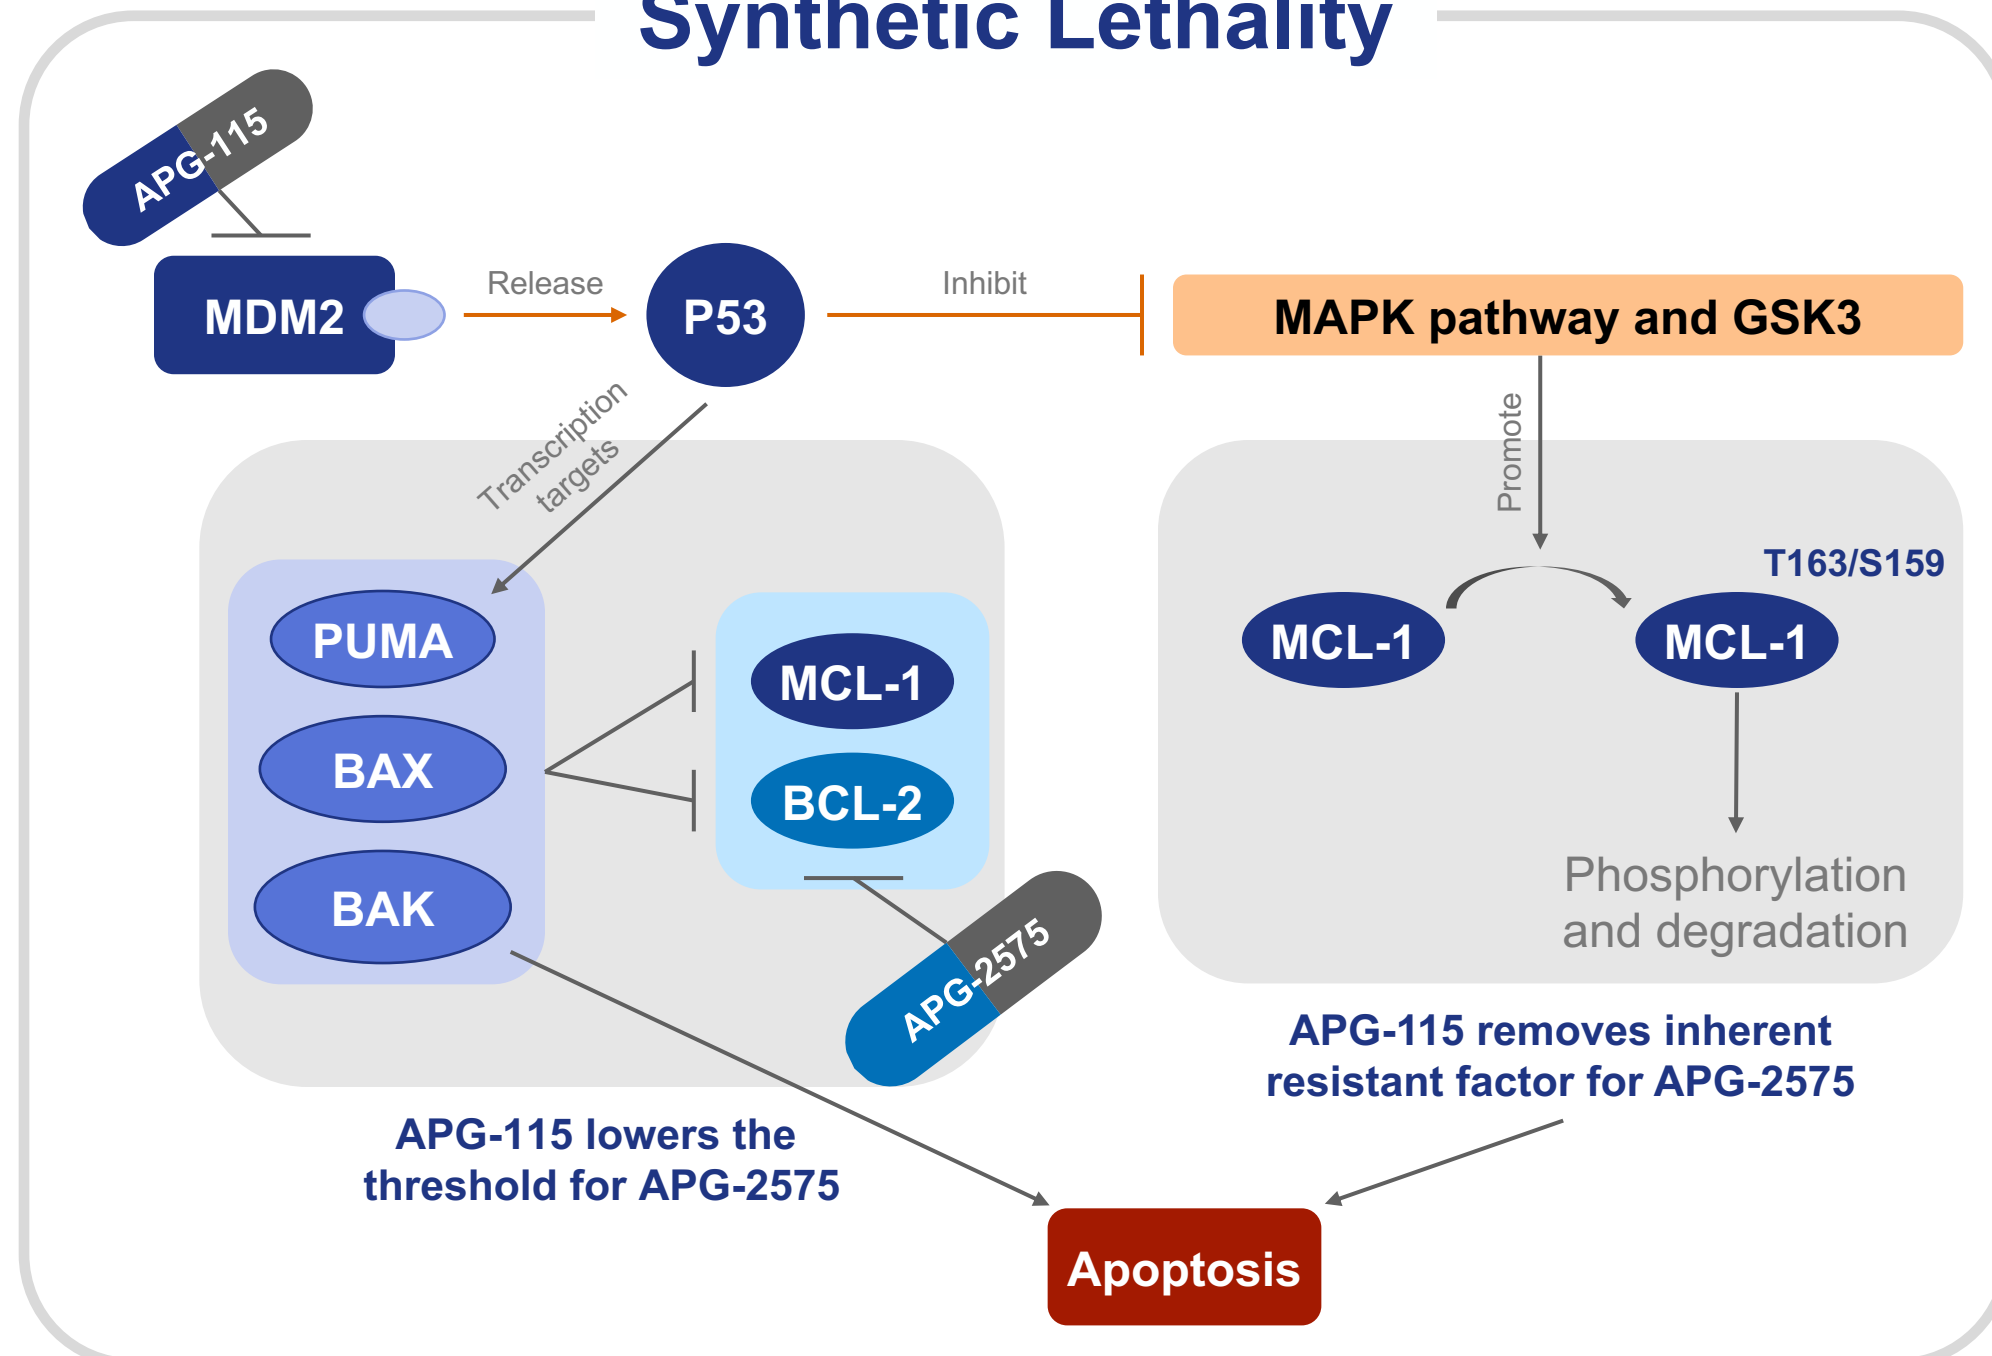 Synthetic Lethality
APG-115
MDM2
Release
P53
Inhibit
MAPK pathway and GSK3
Transcription
targets
Promote
PUMA
BAX
BAK
MCL-1
BCL-2
APG-2575
T163/S159
MCL-1
MCL-1
Phosphorylation
and degradation
APG-115 lowers the
threshold for APG-2575
APG-115 removes inherent
resistant factor for APG-2575
Apoptosis